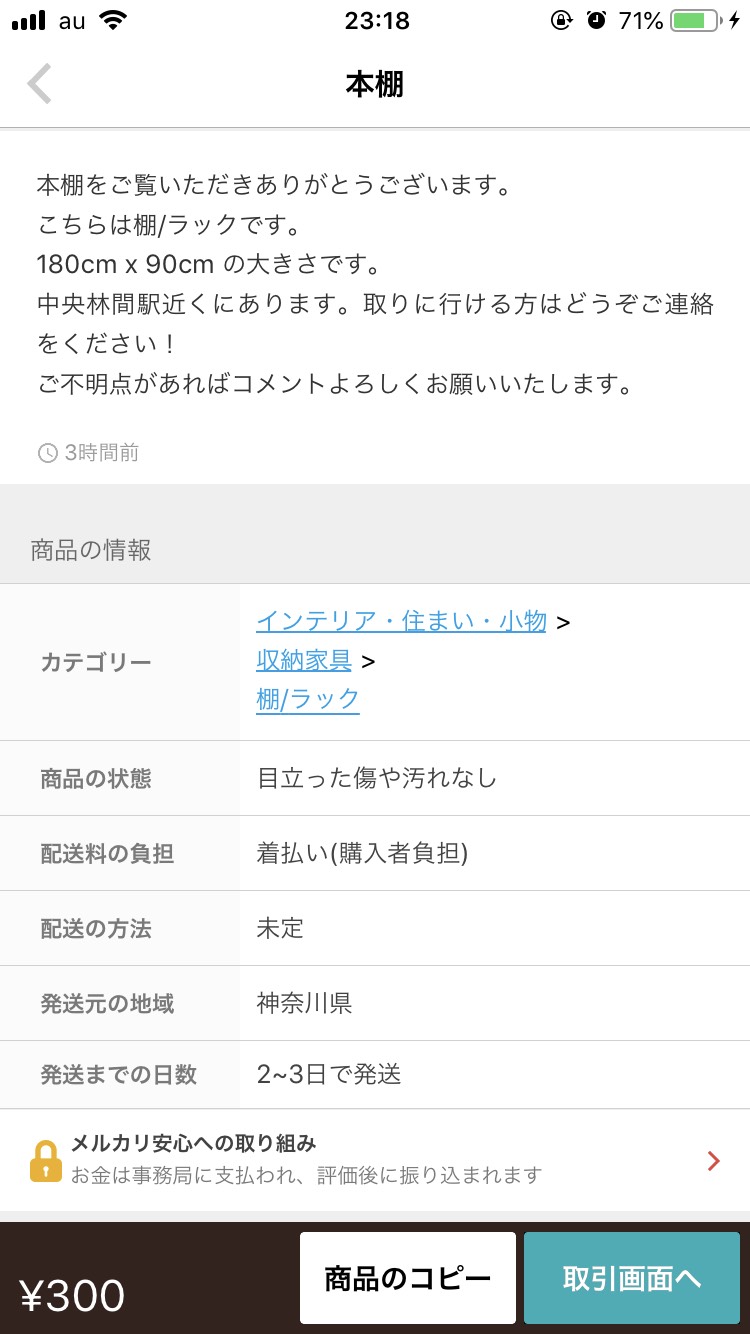 au 23:18 71%
本棚
本棚をご覧いただきありがとうございます。
こちらは棚/ラックです。
180cm x 90cm の大きさです。
中央林間駅近くにあります。取りに行ける方はどうぞご連絡
をください！
ご不明点があればコメントよろしくお願いいたします。
3時間前
商品の情報
カテゴリー
インテリア・住まい・小物 >
収納家具 >
棚/ラック
商品の状態 目立った傷や汚れなし
配送料の負担 着払い(購入者負担)
配送の方法 未定
発送元の地域 神奈川県
発送までの日数 2~3日で発送
メルカリ安心への取り組み
お金は事務局に支払われ、評価後に振り込まれます
¥300 商品のコピー 取引画面へ